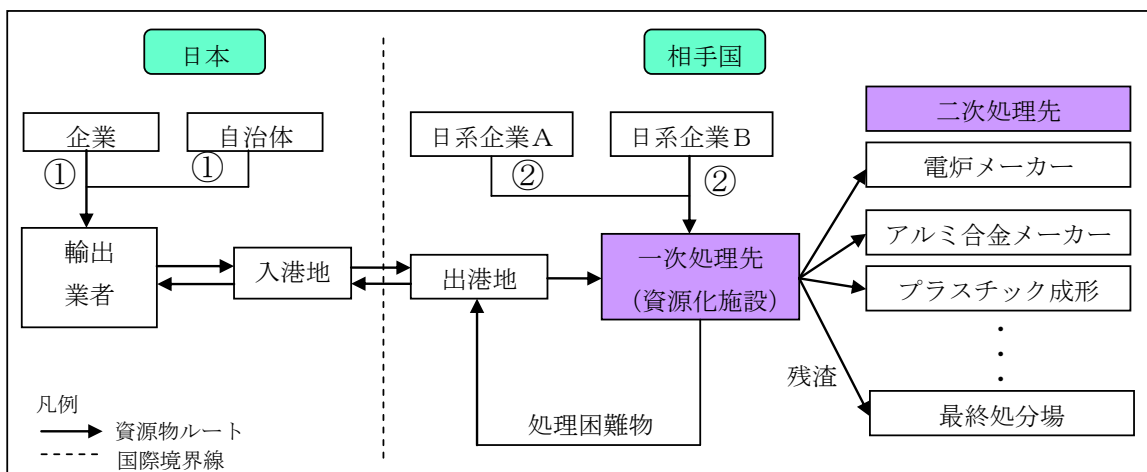 日本
相手国
企業
自治体
日系企業A
日系企業B
二次処理先
①
①
②
②
電炉メーカー
輸出
業者
入港地
出港地
一次処理先
(資源化施設)
アルミ合金メーカー
プラスチック成形
・
・
・
残渣
処理困難物
最終処分場
凡例
資源物ルート
国際境界線